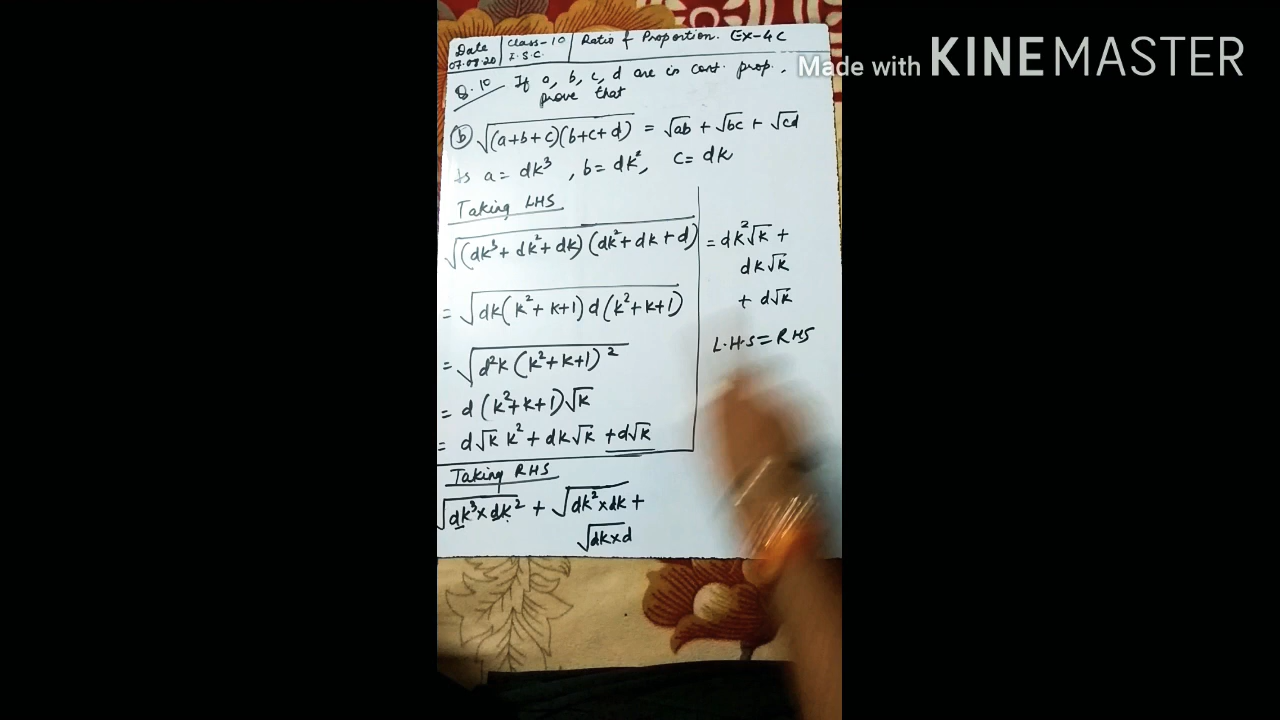 Made with KINEMASTER
Date 07.09.20 | Class-10 I.S.C. | Ratio & Proportion. EX-4C
Q.10 If a, b, c, d are in cont. prop.,
prove that
(b) √(a+b+c)(b+c+d) = √ab + √bc + √cd
As a = dk³, b = dk², c = dk
Taking LHS
√(dk³+dk²+dk)(dk²+dk+d)
= √dk(k²+k+1)d(k²+k+1)
= √d²k(k²+k+1)²
= d(k²+k+1)√k
= d√k k²+dk√k+d√k
Taking RHS
√dk³×dk² + √dk²×dk +
√dk×d
= dk²√k +
dk√k
+ d√k
L.H.S=RHS